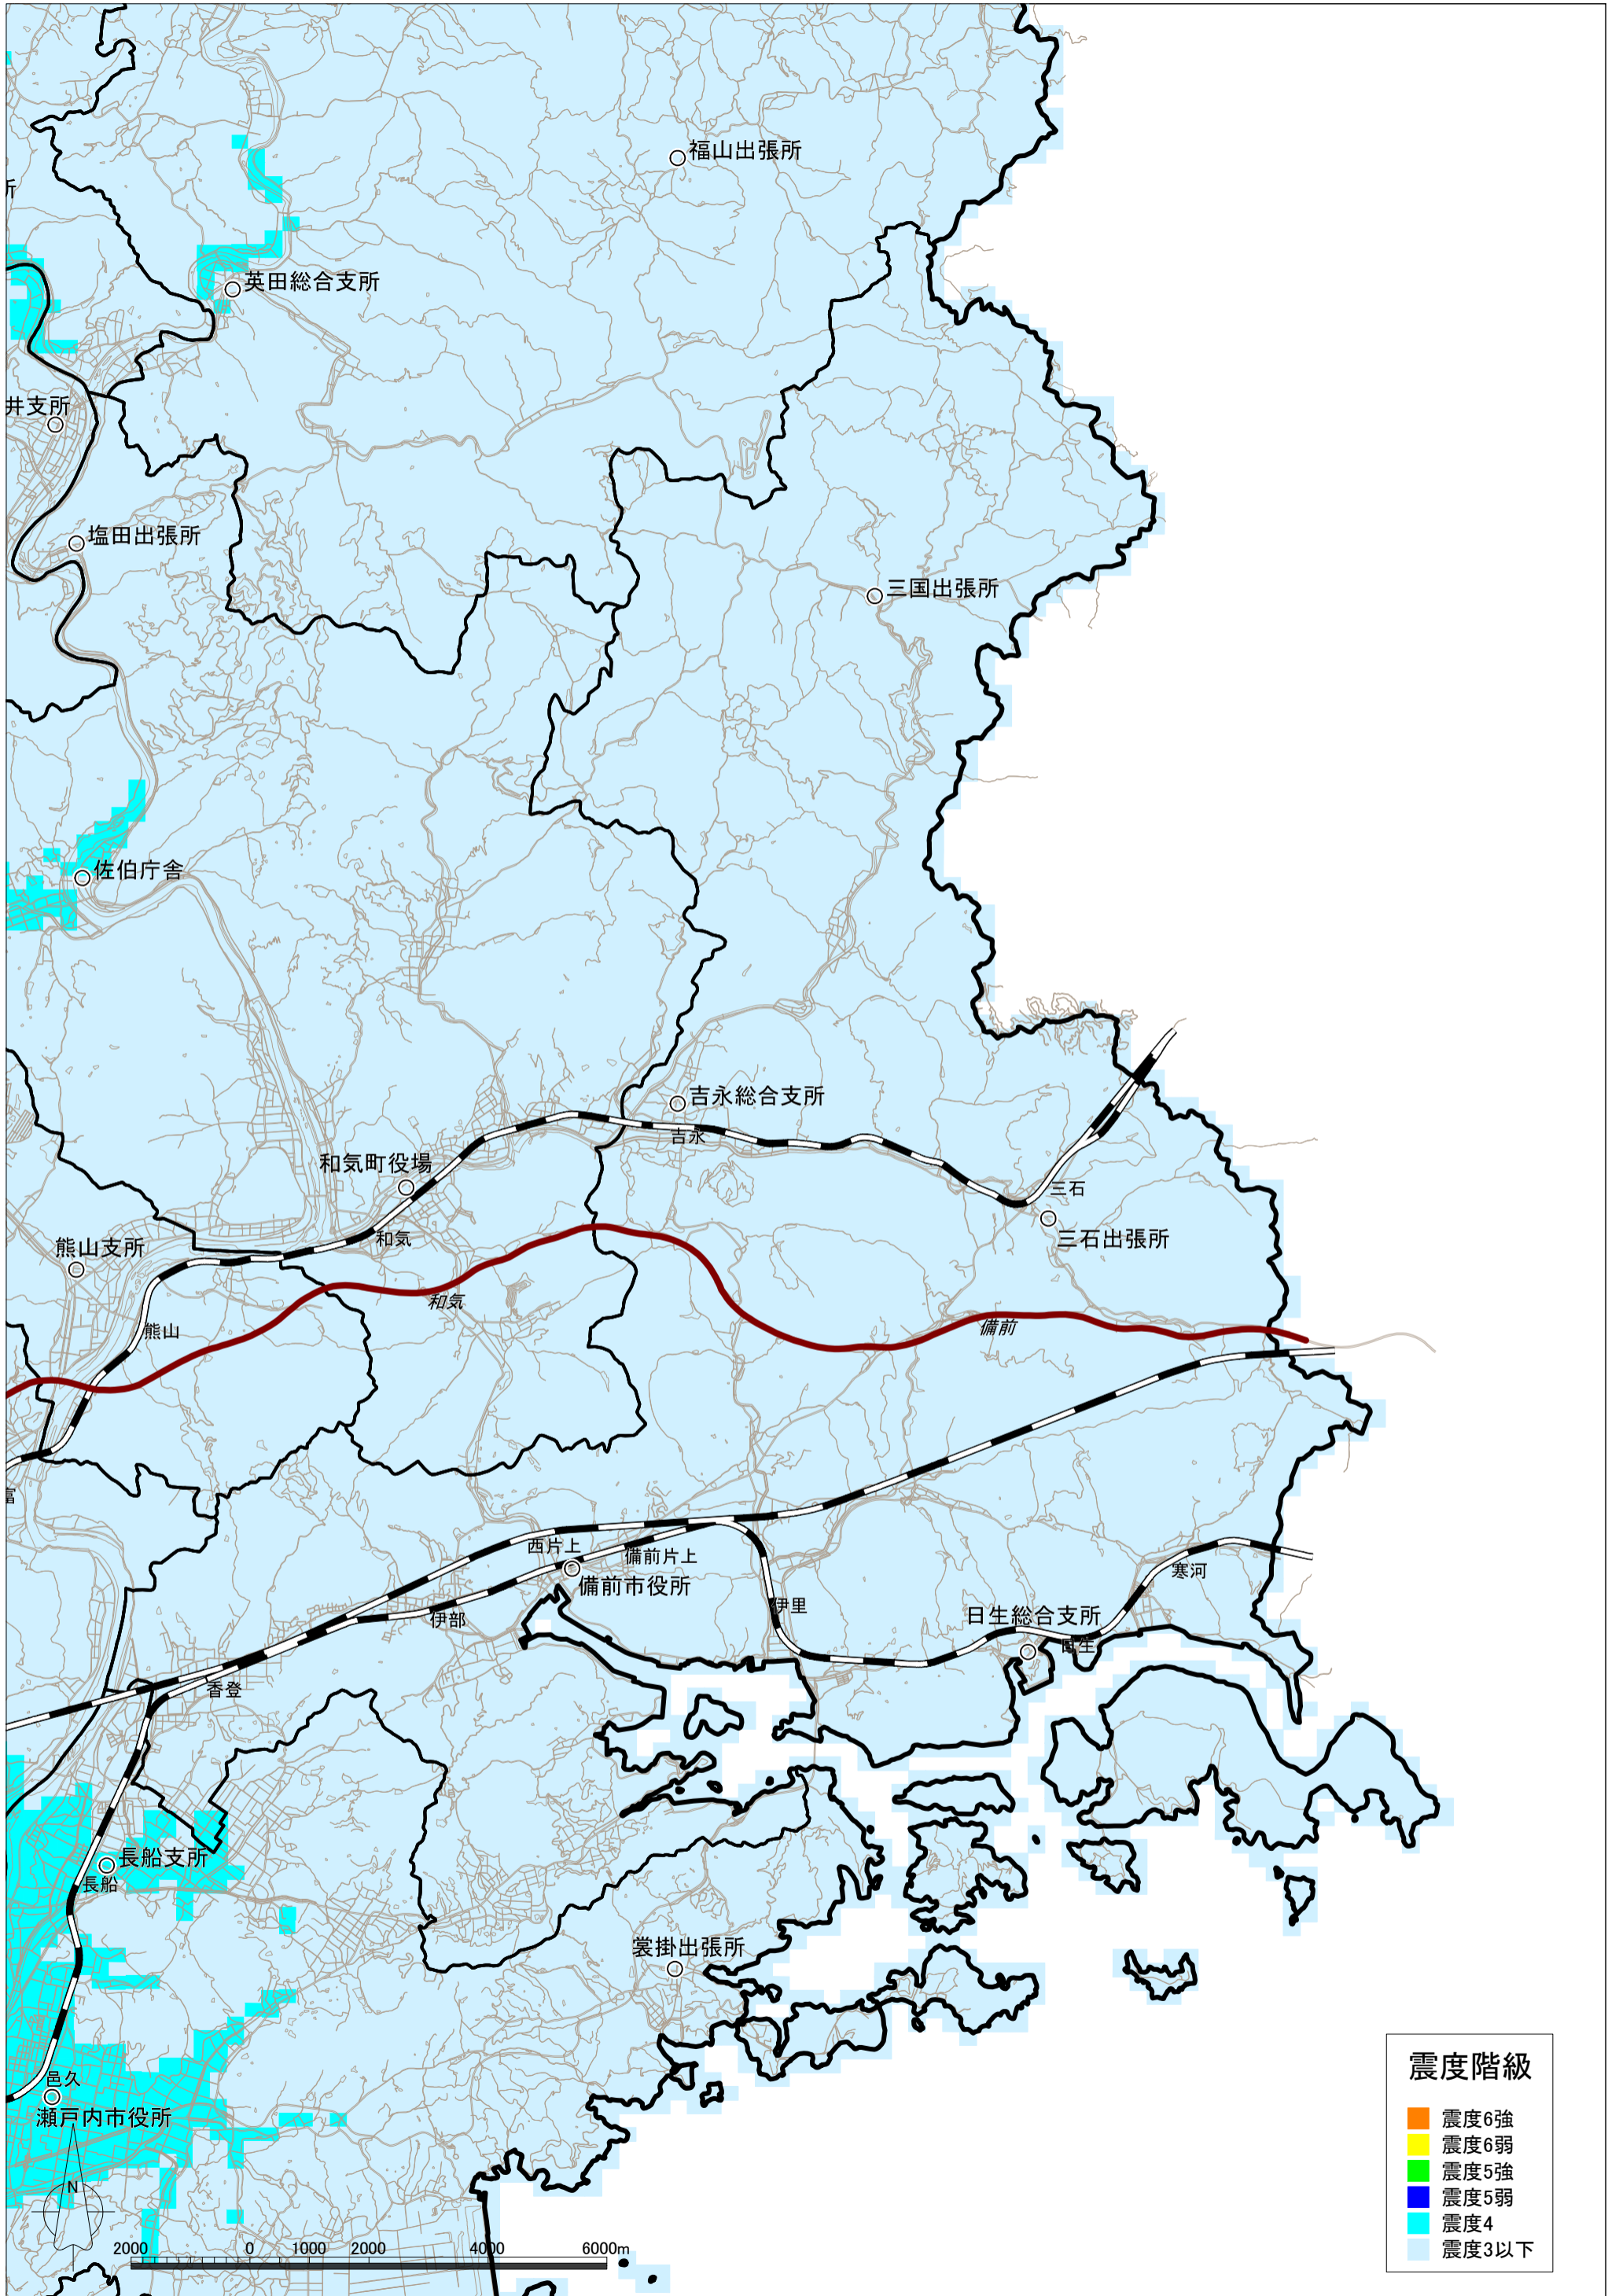 福山出張所
所
英田総合支所
井支所
塩田出張所
三国出張所
佐伯庁舎
吉永総合支所
吉永
和気町役場
三石
三石出張所
和気
熊山支所
和気
熊山
備前
富
西片上
備前片上
備前市役所
寒河
伊里
伊部
日生総合支所
日生
香登
長船支所
長船
裳掛出張所
邑久
瀬戸内市役所
N
2000 0 1000 2000 4000 6000m
震度階級
震度6強
震度6弱
震度5強
震度5弱
震度4
震度3以下